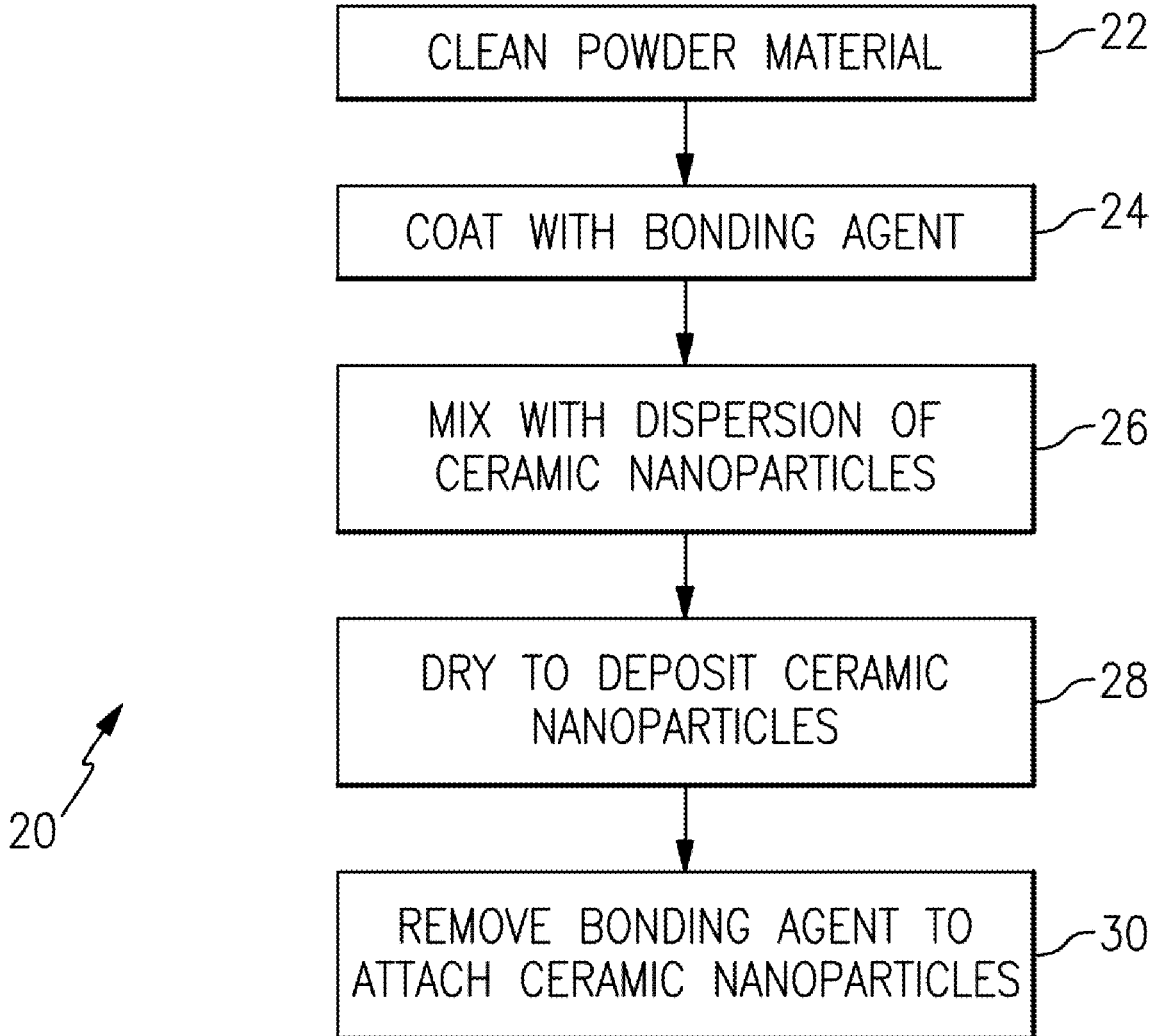 CLEAN POWDER MATERIAL
22
COAT WITH BONDING AGENT
24
MIX WITH DISPERSION OF
CERAMIC NANOPARTICLES
26
DRY TO DEPOSIT CERAMIC
NANOPARTICLES
28
20
REMOVE BONDING AGENT TO
ATTACH CERAMIC NANOPARTICLES
30